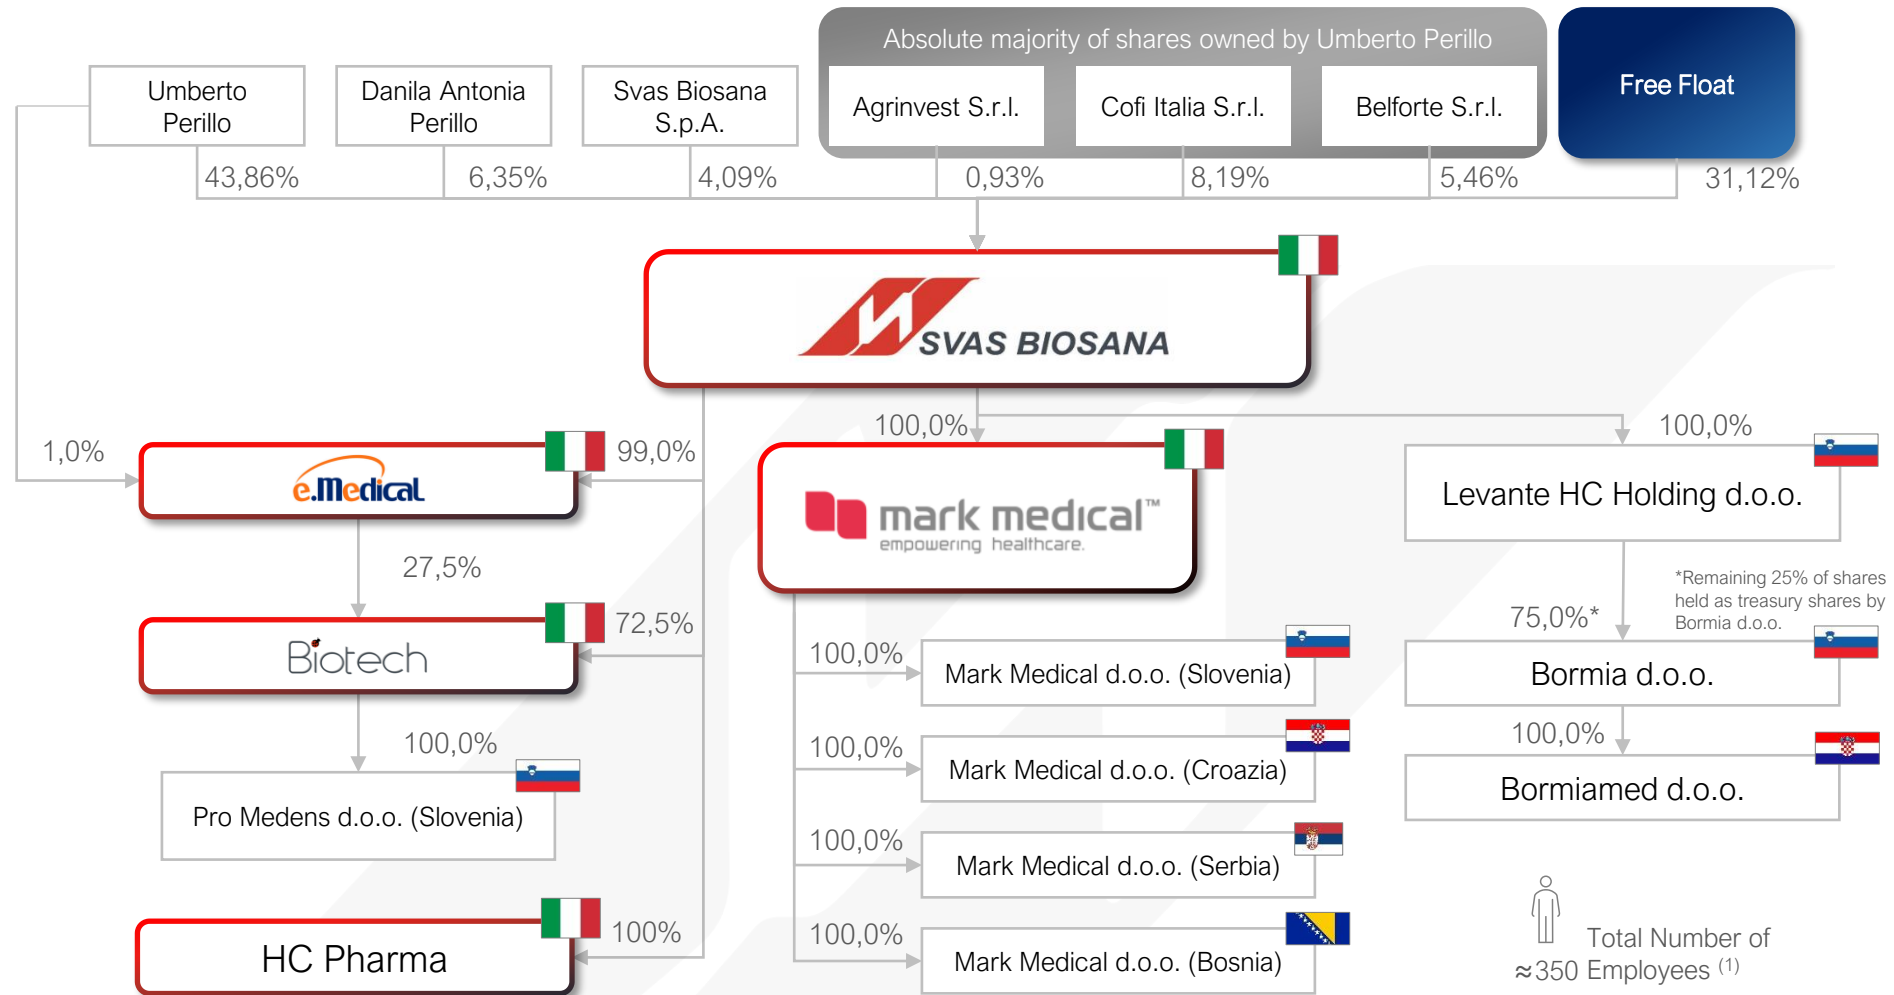 Absolute majority of shares owned by Umberto Perillo
Umberto
Perillo
Danila Antonia
Perillo
Svas Biosana
S.p.A.
Agrinvest S.r.l.
Cofi Italia S.r.l.
Belforte S.r.l.
Free Float
43,86%
6,35%
4,09%
0,93%
8,19%
5,46%
31,12%
SVAS BIOSANA
1,0%
e.Medical
99,0%
100,0%
mark medical™
empowering healthcare.
100,0%
Levante HC Holding d.o.o.
27,5%
*Remaining 25% of shares
held as treasury shares by
Bormia d.o.o.
75,0%*
Biotech
72,5%
100,0%
Mark Medical d.o.o. (Slovenia)
Bormia d.o.o.
100,0%
Pro Medens d.o.o. (Slovenia)
100,0%
Mark Medical d.o.o. (Croazia)
100,0%
Bormiamed d.o.o.
100,0%
Mark Medical d.o.o. (Serbia)
HC Pharma
100%
100,0%
Mark Medical d.o.o. (Bosnia)
Total Number of
≈350 Employees (1)